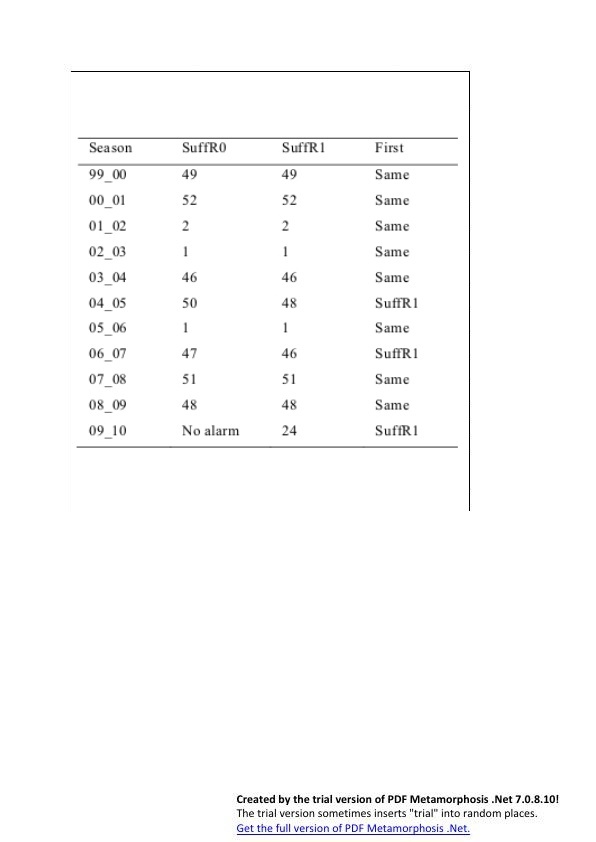 Season SuffR0 SuffR1 First
99_00 49 49 Same
00_01 52 52 Same
01_02 2 2 Same
02_03 1 1 Same
03_04 46 46 Same
04_05 50 48 SuffR1
05_06 1 1 Same
06_07 47 46 SuffR1
07_08 51 51 Same
08_09 48 48 Same
09_10 No alarm 24 SuffR1
Created by the trial version of PDF Metamorphosis .Net 7.0.8.10!
The trial version sometimes inserts "trial" into random places.
Get the full version of PDF Metamorphosis .Net.